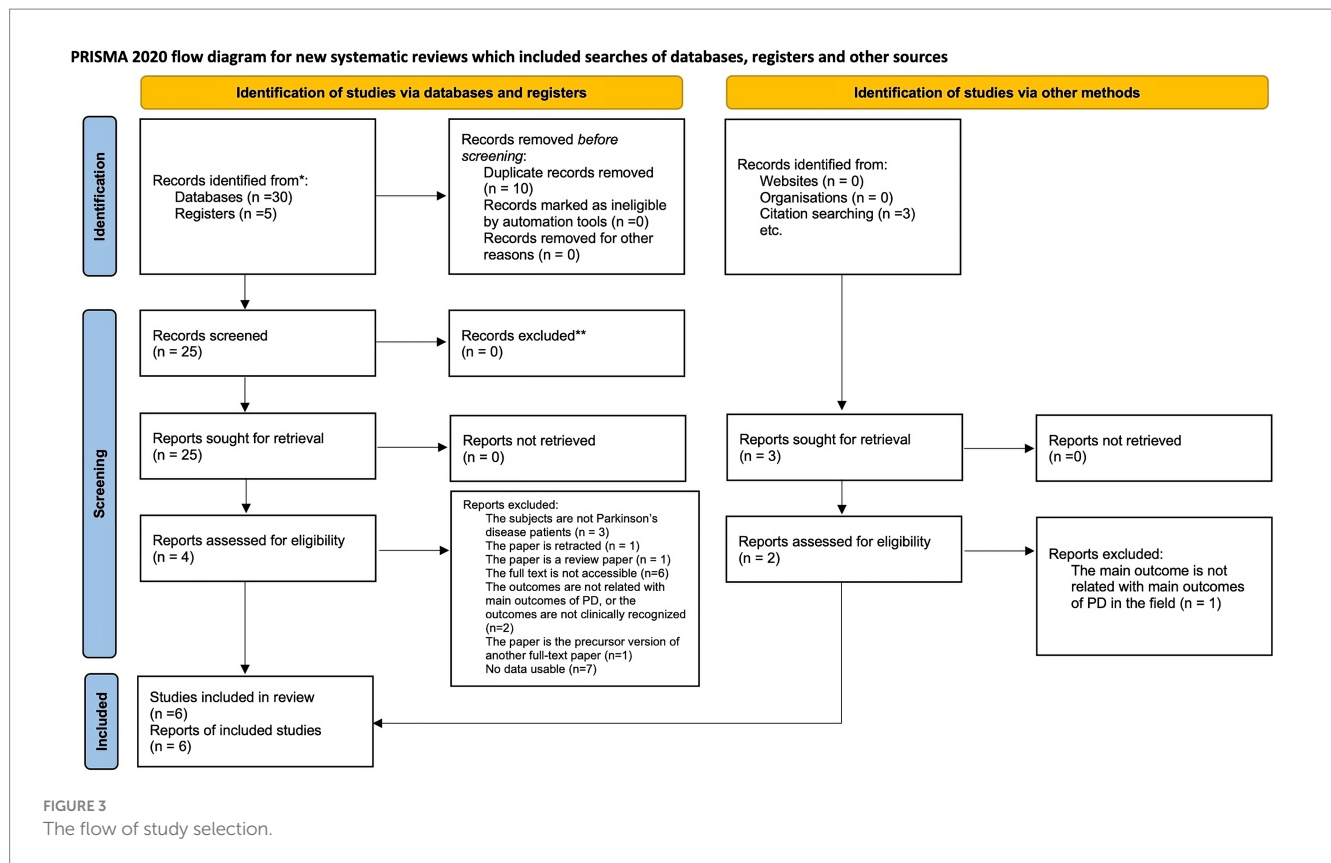 PRISMA 2020 flow diagram for new systematic reviews which included searches of databases, registers and other sources
Identification of studies via databases and registers
Identification of studies via other methods
Identification
Records identified from*:
Databases (n =30)
Registers (n =5)
Records removed before
screening:
Duplicate records removed
(n = 10)
Records marked as ineligible
by automation tools (n =0)
Records removed for other
reasons (n = 0)
Records identified from:
Websites (n = 0)
Organisations (n = 0)
Citation searching (n =3)
etc.
Screening
Records screened
(n = 25)
Records excluded**
(n = 0)
Reports sought for retrieval
(n = 25)
Reports not retrieved
(n = 0)
Reports sought for retrieval
(n = 3)
Reports not retrieved
(n =0)
Reports assessed for eligibility
(n = 4)
Reports excluded:
The subjects are not Parkinson's
disease patients (n = 3)
The paper is retracted (n = 1)
The paper is a review paper (n = 1)
The full text is not accessible (n=6)
The outcomes are not related with
main outcomes of PD, or the
outcomes are not clinically recognized
(n=2)
The paper is the precursor version of
another full-text paper (n=1)
No data usable (n=7)
Reports assessed for eligibility
(n = 2)
Reports excluded:
The main outcome is not
related with main outcomes
of PD in the field (n = 1)
Included
Studies included in review
(n =6)
Reports of included studies
(n = 6)
FIGURE 3
The flow of study selection.